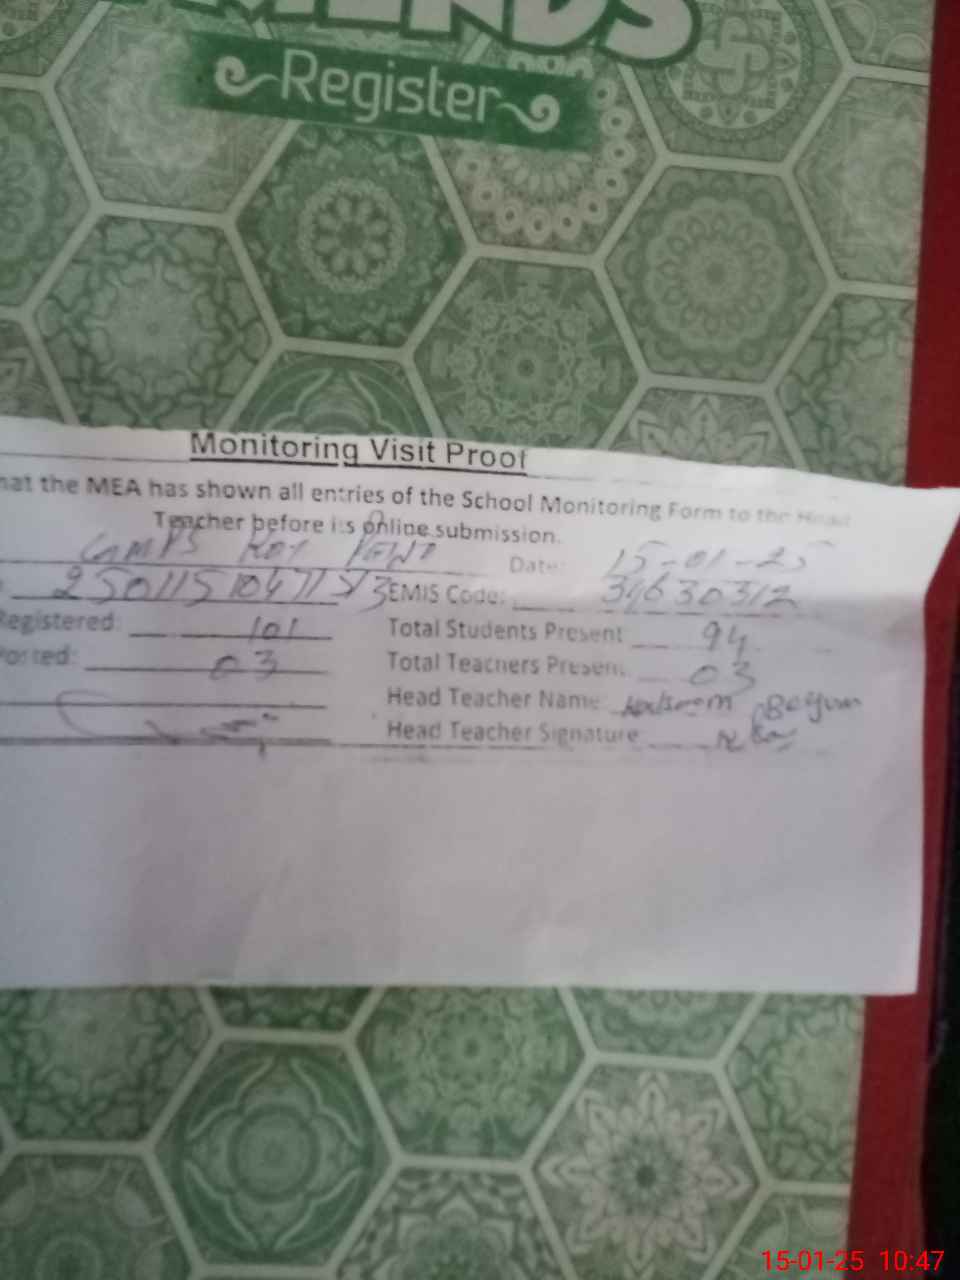 Register
Monitoring Visit Proof
hat the MEA has shown all entries of the School Monitoring Form to the Head
Teacher before its online submission.
GMPS Date: 15-01-25
EMIS Code: 34630312
Registered: 101 Total Students Present 94
orted: 03 Total Teachers Present 03
Head Teacher Name: Begum
Head Teacher Signature
15-01-25 10:47